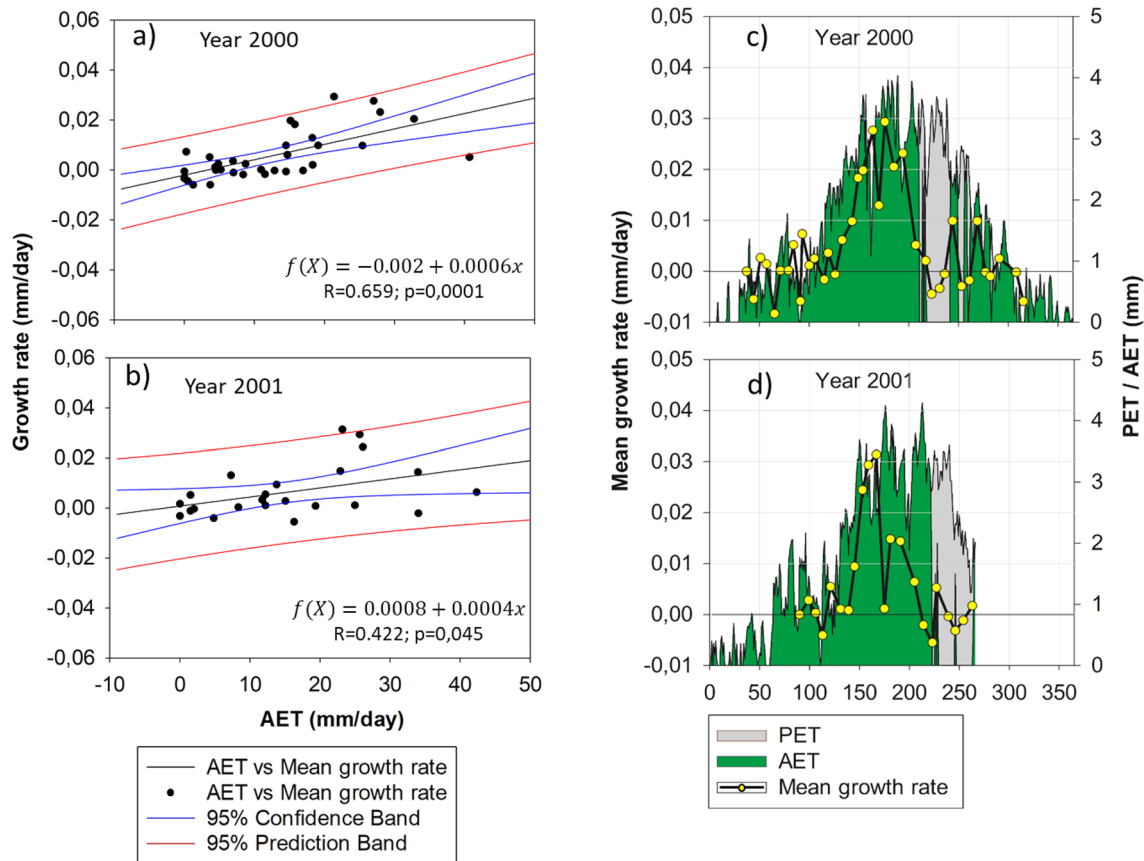 a)
Year 2000
0,06
0,04
0,02
0,00
-0,02
-0,04
-0,06
f(X) = −0.002 + 0.0006x
R=0.659; p=0,0001
b)
Year 2001
0,06
0,04
0,02
0,00
-0,02
-0,04
-0,06
f(X) = 0.0008 + 0.0004x
R=0.422; p=0,045
-10 0 10 20 30 40 50
AET (mm/day)
Growth rate (mm/day)
AET vs Mean growth rate
AET vs Mean growth rate
95% Confidence Band
95% Prediction Band
c)
Year 2000
0,05
0,04
0,03
0,02
0,01
0,00
-0,01
5
4
3
2
1
0
d)
Year 2001
0,05
0,04
0,03
0,02
0,01
0,00
-0,01
5
4
3
2
1
0
0 50 100 150 200 250 300 350
Mean growth rate (mm/day)
PET / AET (mm)
PET
AET
Mean growth rate